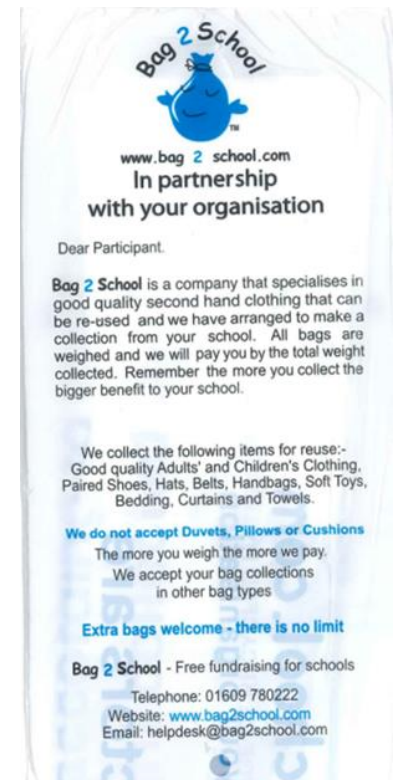 Bag 2 School
TM
www.bag 2 school.com
In partnership
with your organisation
Dear Participant.
Bag 2 School is a company that specialises in
good quality second hand clothing that can
be re-used and we have arranged to make a
collection from your school. All bags are
weighed and we will pay you by the total weight
collected. Remember the more you collect the
bigger benefit to your school.
We collect the following items for reuse:-
Good quality Adults' and Children's Clothing,
Paired Shoes, Hats, Belts, Handbags, Soft Toys,
Bedding, Curtains and Towels.
We do not accept Duvets, Pillows or Cushions
The more you weigh the more we pay.
We accept your bag collections
in other bag types
Extra bags welcome - there is no limit
Bag 2 School - Free fundraising for schools
Telephone: 01609 780222
Website: www.bag2school.com
Email: helpdesk@bag2school.com